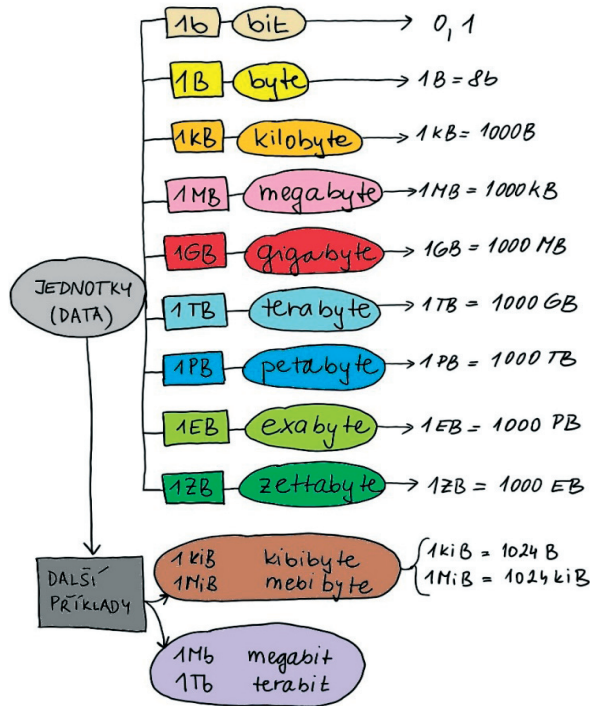 1b bit 0,1
1B byte 1B = 8b
1kB kilobyte 1kB = 1000B
1MB megabyte 1MB = 1000kB
1GB gigabyte 1GB = 1000 MB
JEDNOTKY
(DATA)
1TB terabyte 1TB = 1000 GB
1PB petabyte 1PB = 1000 TB
1EB exabyte 1EB = 1000 PB
1ZB zettabyte 1ZB = 1000 EB
DALŠÍ
PŘÍKLADY
1kiB kibibyte 1kiB = 1024 B
1MiB mebibyte 1MiB = 1024 kiB
1Mb megabit
1Tb terabit